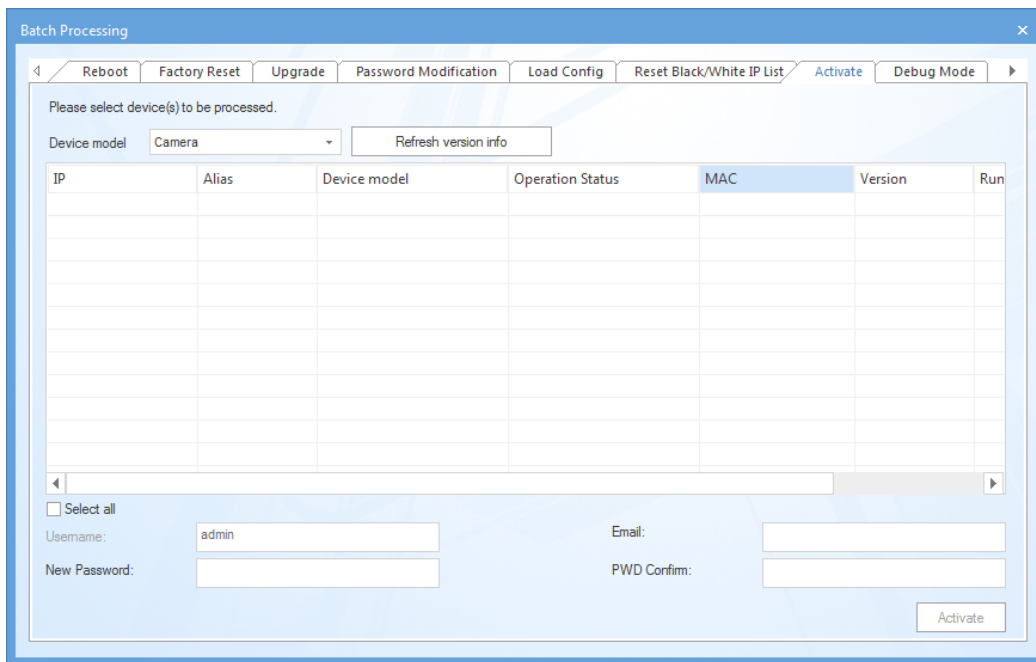 Batch Processing
Reboot Factory Reset Upgrade Password Modification Load Config Reset Black/White IP List Activate Debug Mode
Please select device(s) to be processed.
Device model Camera Refresh version info
IP Alias Device model Operation Status MAC Version Run
Select all
Username: admin Email:
New Password: PWD Confirm:
Activate